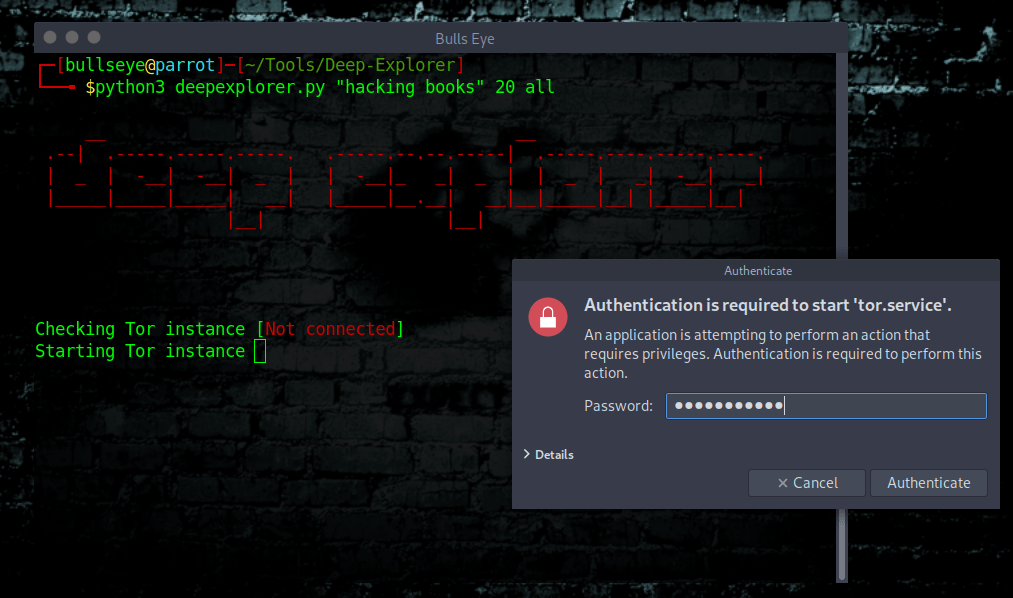 Bulls Eye
┌─[bullseye@parrot]─[~/Tools/Deep-Explorer]
└──╼ $python3 deepexplorer.py "hacking books" 20 all
deep explorer
Checking Tor instance [Not connected]
Starting Tor instance
Authenticate
Authentication is required to start 'tor.service'.
An application is attempting to perform an action that
requires privileges. Authentication is required to perform this
action.
Password: ●●●●●●●●●●●
Details
Cancel
Authenticate